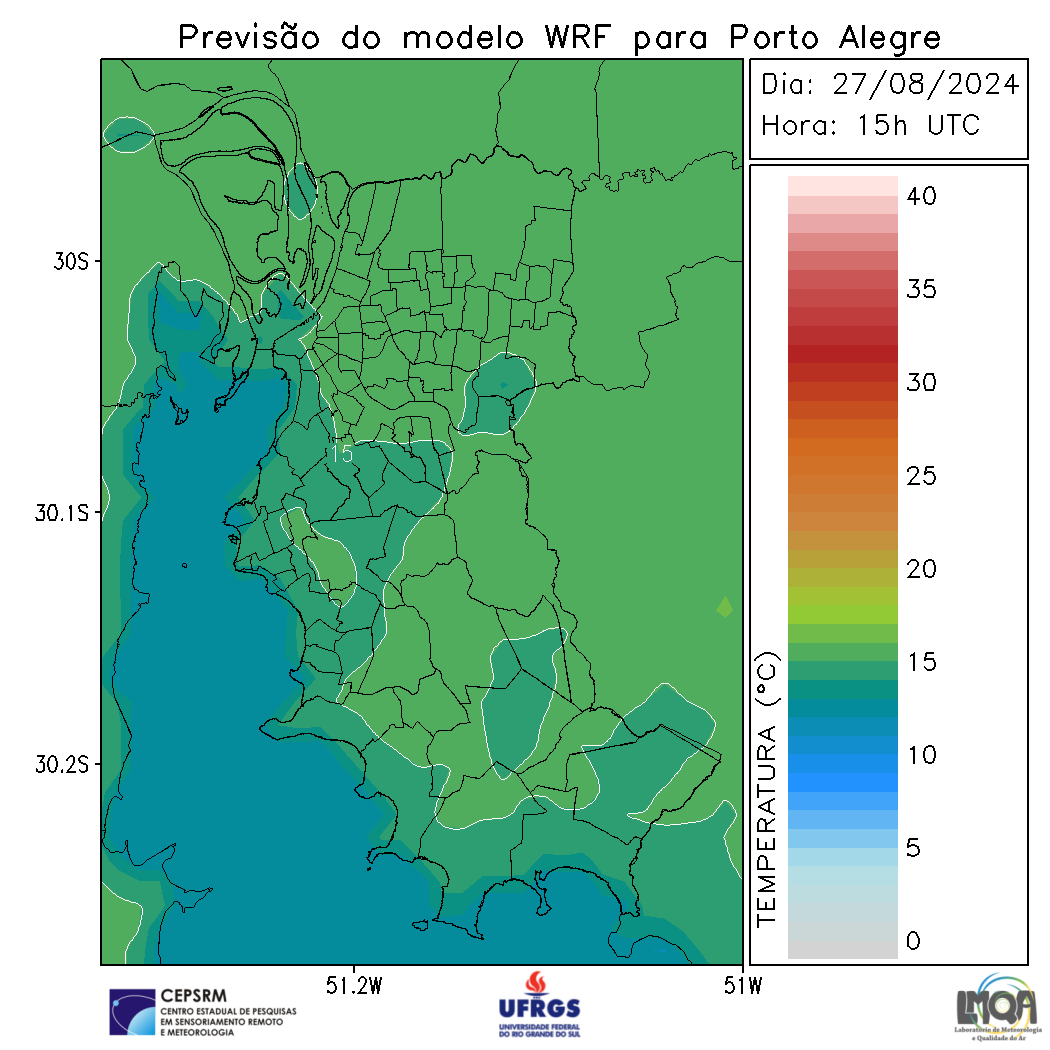 Previsão do modelo WRF para Porto Alegre
Dia: 27/08/2024
Hora: 15h UTC
30S
30.1S
30.2S
51.2W
51W
15
TEMPERATURA (°C)
40
35
30
25
20
15
10
5
0
CEPSRM
CENTRO ESTADUAL DE PESQUISAS
EM SENSORIAMENTO REMOTO
E METEOROLOGIA
UFRGS
UNIVERSIDADE FEDERAL
DO RIO GRANDE DO SUL
LMQA
Laboratório de Meteorologia
e Qualidade do Ar